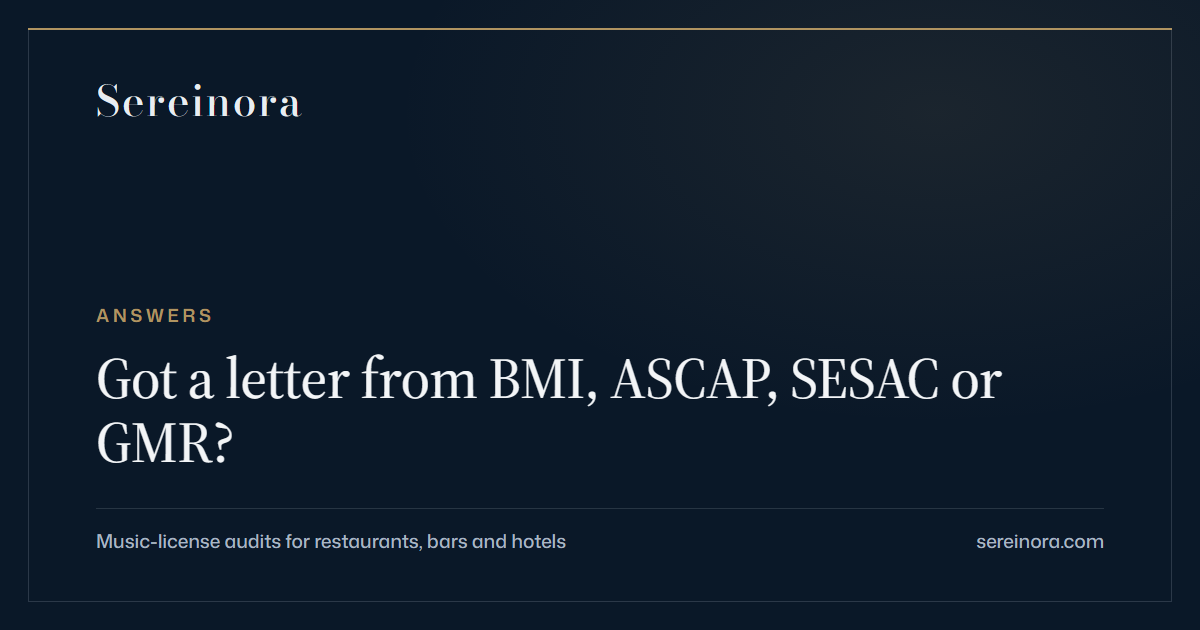 Sereinora
ANSWERS
Got a letter from BMI, ASCAP, SESAC or
GMR?
Music-license audits for restaurants, bars and hotels
sereinora.com